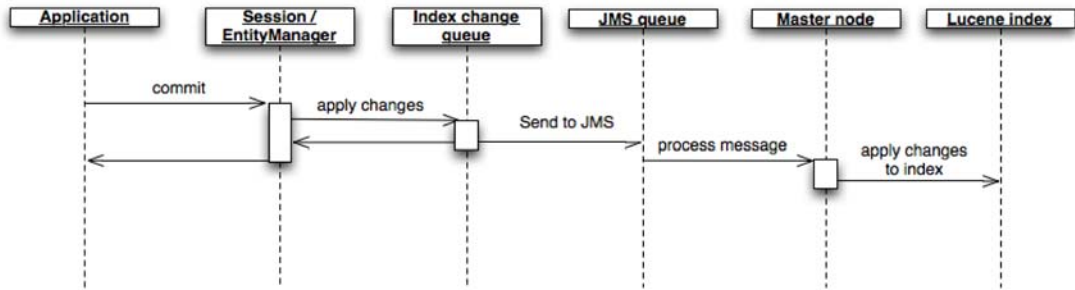 Application
Session /
EntityManager
Index change
queue
JMS queue
Master node
Lucene index
commit
apply changes
Send to JMS
process message
apply changes
to index